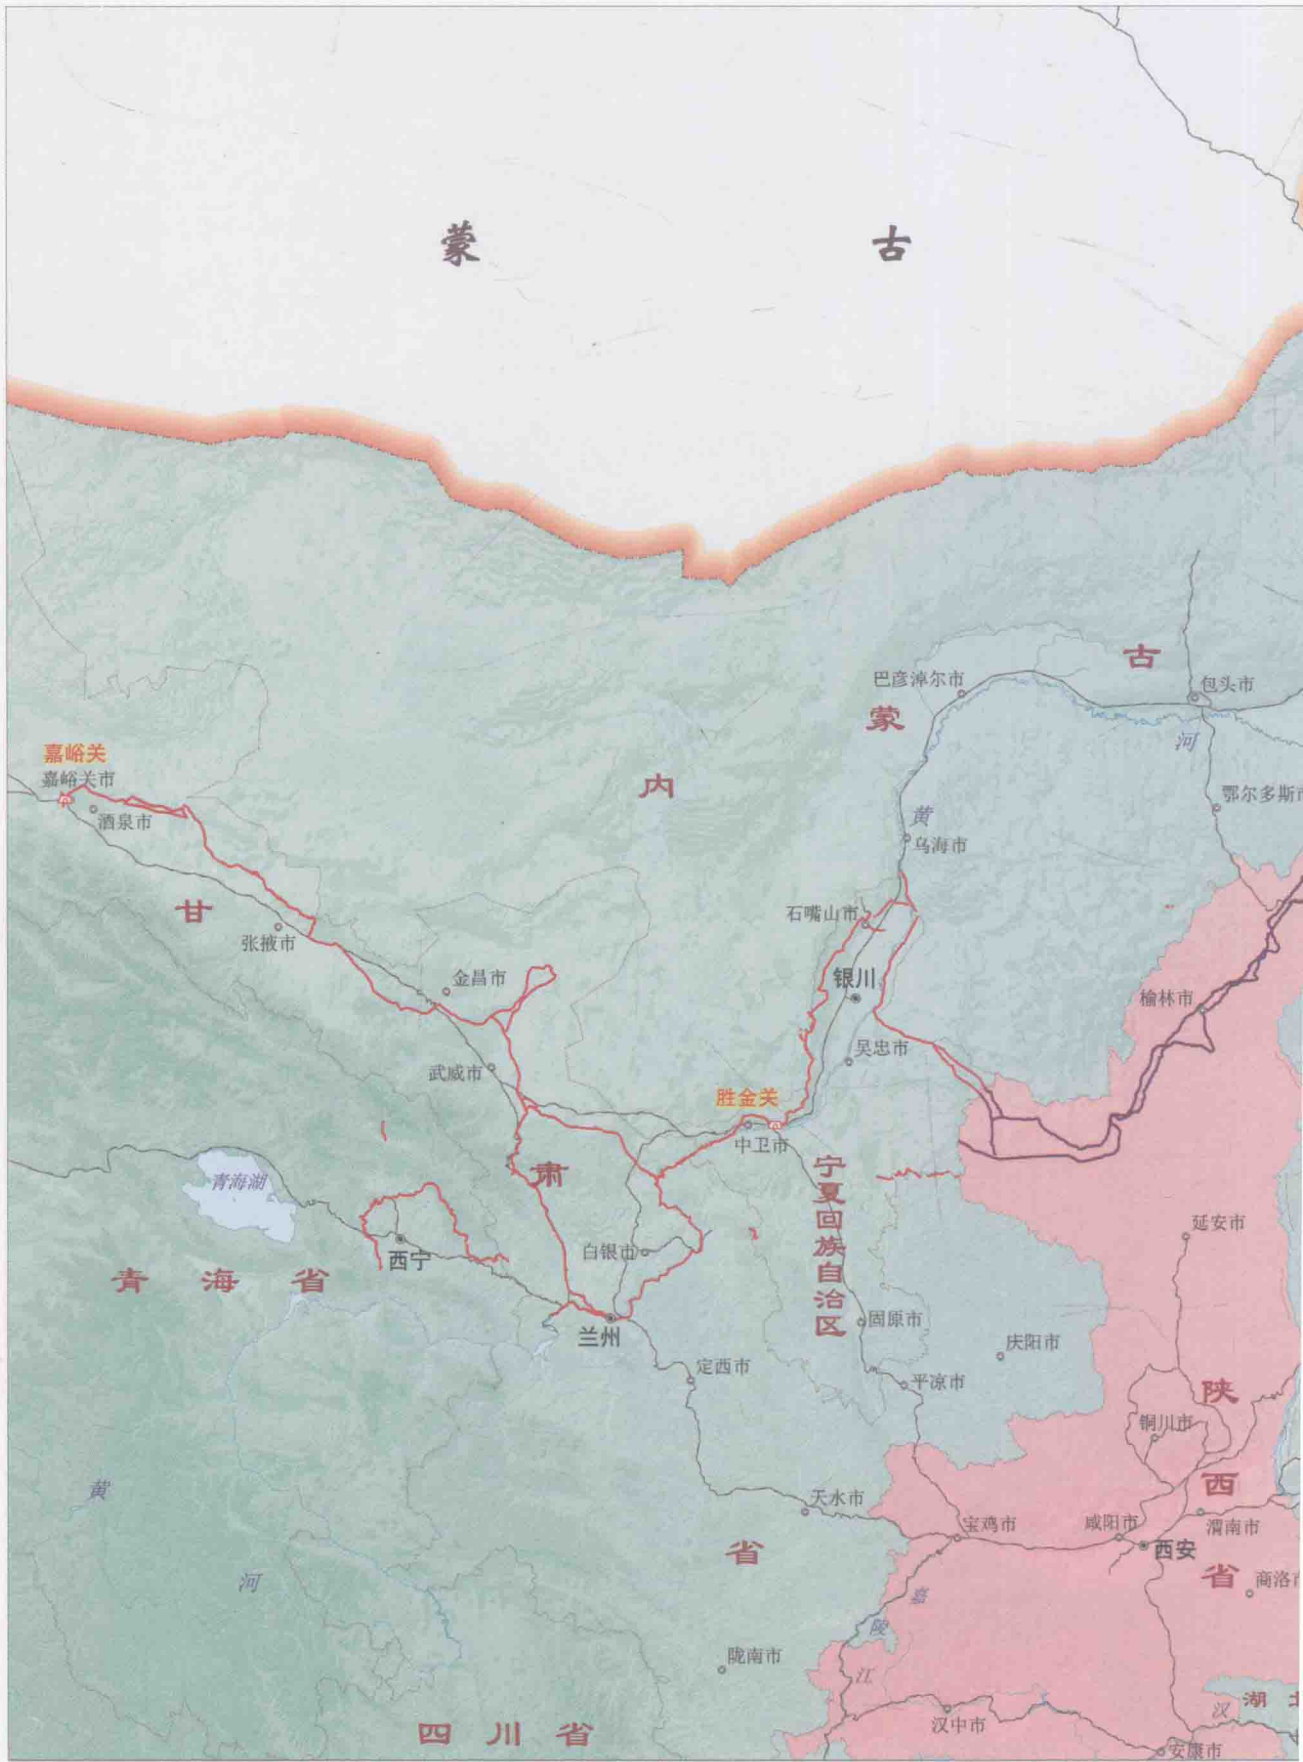 蒙 古
古
巴彦淖尔市
包头市
蒙
河
嘉峪关
嘉峪关市
内
鄂尔多斯市
酒泉市
黄
乌海市
甘
石嘴山市
张掖市
金昌市
银川
榆林市
吴忠市
武威市
胜金关
中卫市
肃
宁夏回族自治区
青海湖
延安市
西宁
白银市
青海省
兰州
固原市
庆阳市
定西市
平凉市
陕西省
铜川市
黄
天水市
宝鸡市
咸阳市
渭南市
西安
省
河
嘉陵江
商洛
陇南市
湖
汉
汉中市
四川省
安康市